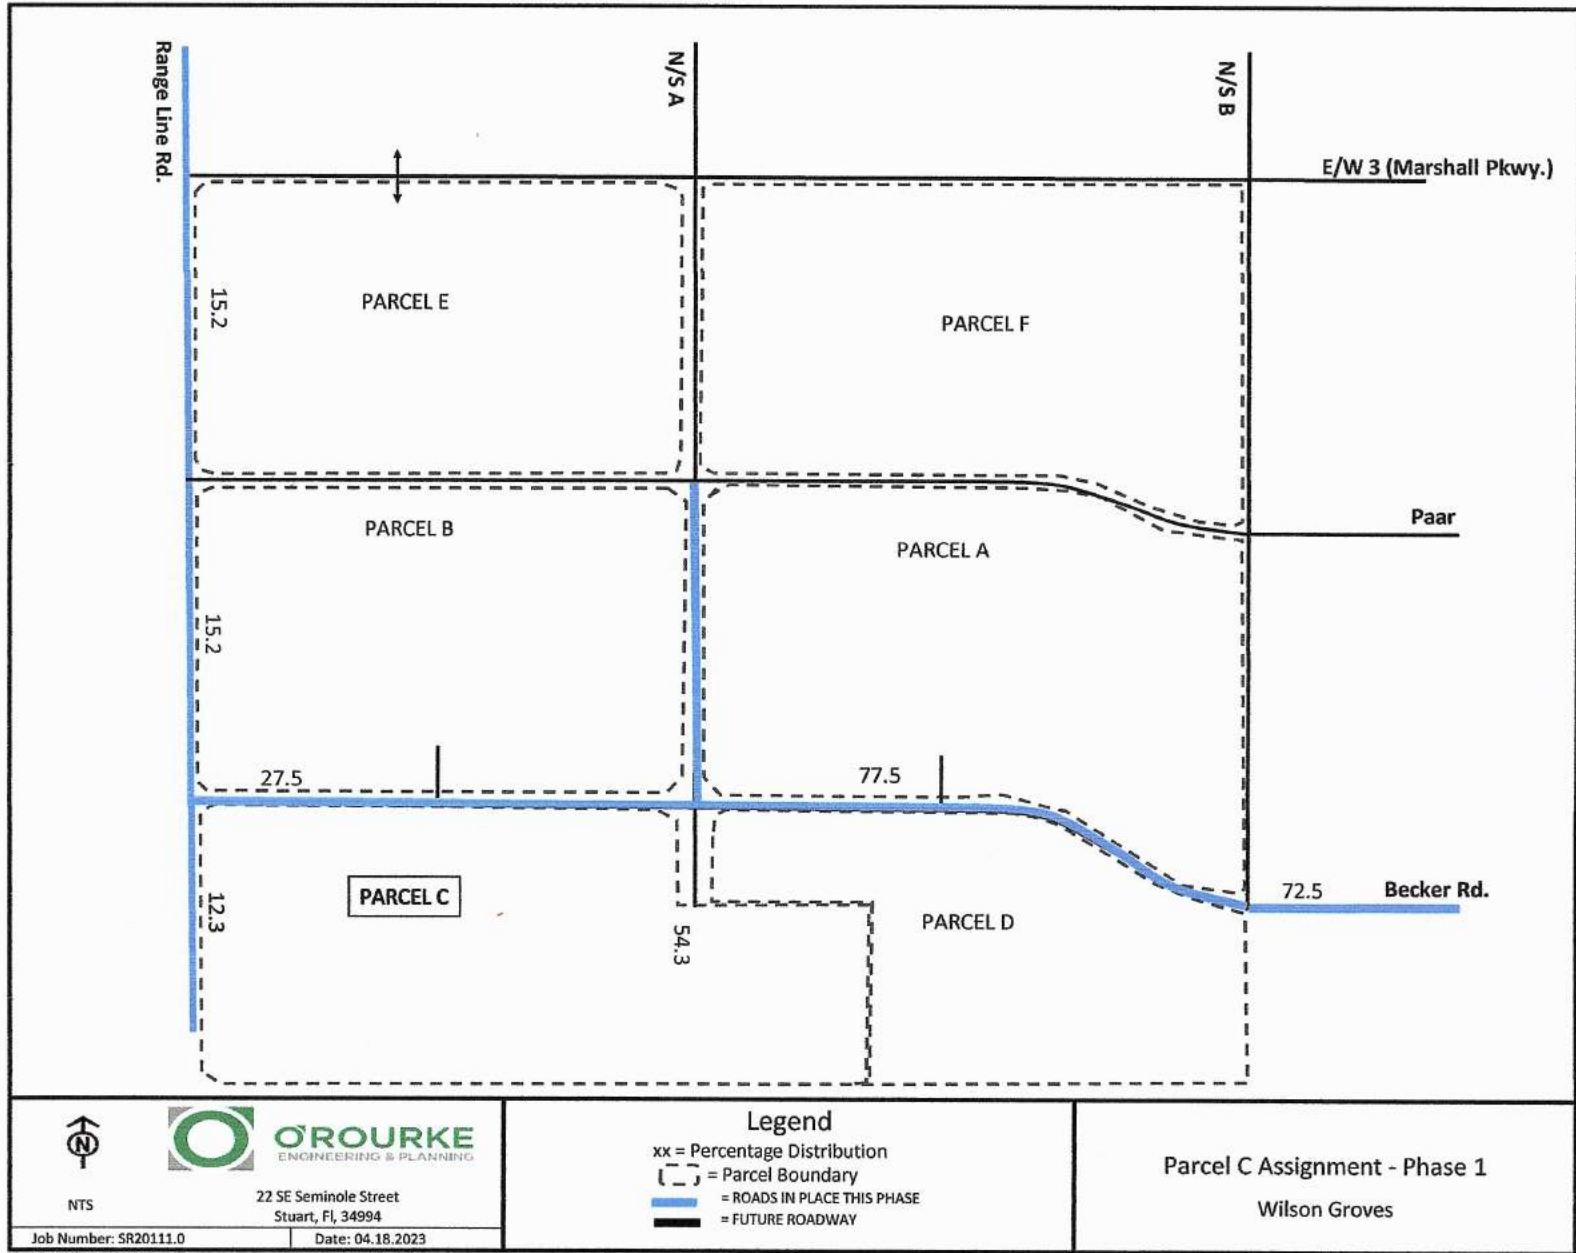 Range Line Rd.
N/S A
N/S B
E/W 3 (Marshall Pkwy.)
15.2
PARCEL E
PARCEL F
Paar
PARCEL B
PARCEL A
15.2
27.5
77.5
PARCEL C
12.3
54.3
PARCEL D
72.5
Becker Rd.
N
NTS
O'ROURKE
ENGINEERING & PLANNING
22 SE Seminole Street
Stuart, Fl, 34994
Job Number: SR20111.0
Date: 04.18.2023
Legend
xx = Percentage Distribution
= Parcel Boundary
= ROADS IN PLACE THIS PHASE
= FUTURE ROADWAY
Parcel C Assignment - Phase 1
Wilson Groves